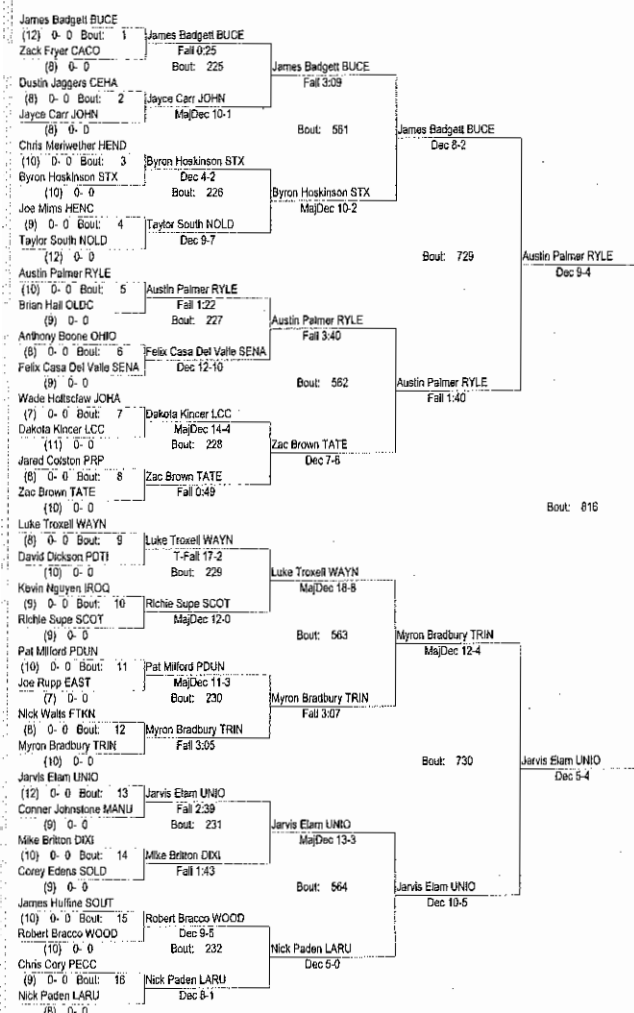 James Badgett BUCE
(12) 0- 0 Bout: 1
Zack Fryer CACO
(8) 0- 0
Dustin Jaggers CEHA
(8) 0- 0 Bout: 2
Jayce Carr JOHN
(8) 0- 0
Chris Meriwether HEND
(10) 0- 0 Bout: 3
Byron Hoskinson STX
(10) 0- 0
Joe Mims HENC
(9) 0- 0 Bout: 4
Taylor South NOLD
(12) 0- 0
Austin Palmer RYLE
(10) 0- 0 Bout: 5
Brian Hall OLDC
(9) 0- 0
Anthony Boone OHIO
(8) 0- 0 Bout: 6
Felix Casa Del Valle SENA
(9) 0- 0
Wade Holtsclaw JOHA
(7) 0- 0 Bout: 7
Dakota Kincer LCC
(11) 0- 0
Jared Colston PRP
(8) 0- 0 Bout: 8
Zac Brown TATE
(10) 0- 0
Luke Troxell WAYN
(8) 0- 0 Bout: 9
David Dickson PDTI
(10) 0- 0
Kevin Nguyen IROQ
(9) 0- 0 Bout: 10
Richie Supe SCOT
(9) 0- 0
Pat Milford PDUN
(10) 0- 0 Bout: 11
Joe Rupp EAST
(7) 0- 0
Nick Walts FTKN
(8) 0- 0 Bout: 12
Myron Bradbury TRIN
(10) 0- 0
Jarvis Elam UNIO
(12) 0- 0 Bout: 13
Conner Johnstone MANU
(9) 0- 0
Mike Britton DIXI
(10) 0- 0 Bout: 14
Corey Edens SOLD
(9) 0- 0
James Huffine SOUT
(10) 0- 0 Bout: 15
Robert Bracco WOOD
(10) 0- 0
Chris Cory PECC
(9) 0- 0 Bout: 16
Nick Paden LARU
(8) 0- 0
James Badgett BUCE
Fall 0:25
Bout: 225
Jayce Carr JOHN
MajDec 10-1
Byron Hoskinson STX
Dec 4-2
Bout: 226
Taylor South NOLD
Dec 9-7
Austin Palmer RYLE
Fall 1:22
Bout: 227
Felix Casa Del Valle SENA
Dec 12-10
Dakota Kincer LCC
MajDec 14-4
Bout: 228
Zac Brown TATE
Fall 0:49
Luke Troxell WAYN
T-Fall 17-2
Bout: 229
Richie Supe SCOT
MajDec 12-0
Pat Milford PDUN
MajDec 11-3
Bout: 230
Myron Bradbury TRIN
Fall 3:05
Jarvis Elam UNIO
Fall 2:39
Bout: 231
Mike Britton DIXI
Fall 1:43
Robert Bracco WOOD
Dec 9-5
Bout: 232
Nick Paden LARU
Dec 8-1
James Badgett BUCE
Fall 3:09
Bout: 561
Byron Hoskinson STX
MajDec 10-2
Austin Palmer RYLE
Fall 3:40
Bout: 562
Zac Brown TATE
Dec 7-6
Luke Troxell WAYN
MajDec 18-8
Bout: 563
Myron Bradbury TRIN
Fall 3:07
Jarvis Elam UNIO
MajDec 13-3
Bout: 564
Nick Paden LARU
Dec 5-0
James Badgett BUCE
Dec 8-2
Bout: 729
Austin Palmer RYLE
Fall 1:40
Myron Bradbury TRIN
MajDec 12-4
Bout: 730
Jarvis Elam UNIO
Dec 10-5
Austin Palmer RYLE
Dec 9-4
Bout: 816
Jarvis Elam UNIO
Dec 5-4